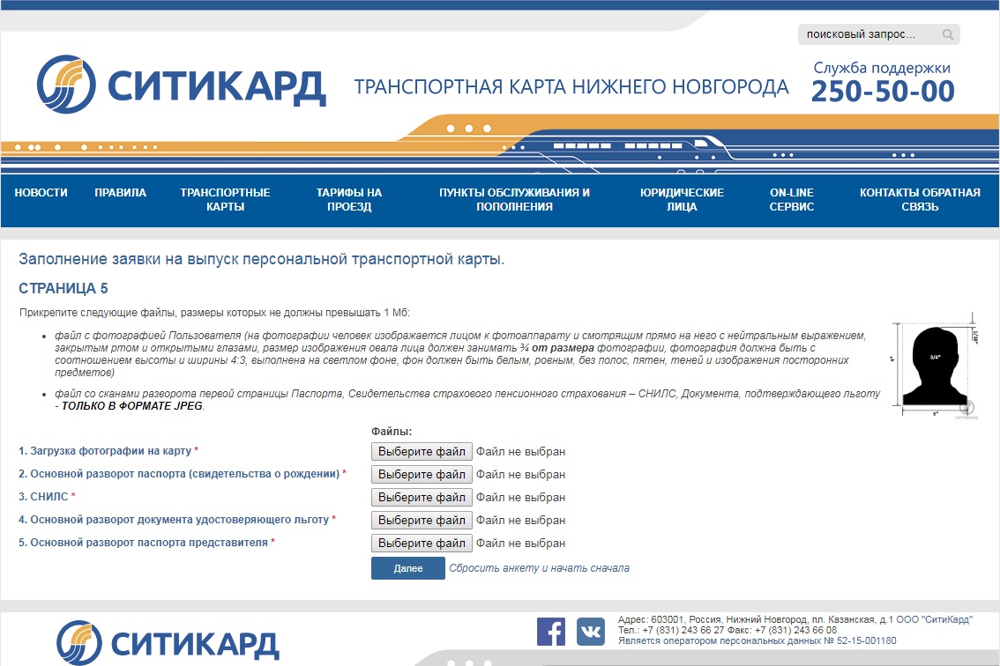 поисковый запрос...
СИТИКАРД
ТРАНСПОРТНАЯ КАРТА НИЖНЕГО НОВГОРОДА
Служба поддержки
250-50-00
НОВОСТИ
ПРАВИЛА
ТРАНСПОРТНЫЕ
КАРТЫ
ТАРИФЫ НА
ПРОЕЗД
ПУНКТЫ ОБСЛУЖИВАНИЯ И
ПОПОЛНЕНИЯ
ЮРИДИЧЕСКИЕ
ЛИЦА
ON-LINE
СЕРВИС
КОНТАКТЫ ОБРАТНАЯ
СВЯЗЬ
Заполнение заявки на выпуск персональной транспортной карты.
СТРАНИЦА 5
Прикрепите следующие файлы, размеры которых не должны превышать 1 Мб:
• файл с фотографией Пользователя (на фотографии человек изображается лицом к фотоаппарату и смотрящим прямо на него с нейтральным выражением,
закрытым ртом и открытыми глазами, размер изображения овала лица должен занимать ¾ от размера фотографии, фотография должна быть с
соотношением высоты и ширины 4:3, выполнена на светлом фоне, фон должен быть белым, ровным, без полос, пятен, теней и изображения посторонних
предметов)
• файл со сканами разворота первой страницы Паспорта, Свидетельства страхового пенсионного страхования – СНИЛС, Документа, подтверждающего льготу
- ТОЛЬКО В ФОРМАТЕ JPEG.
4"
3/4"
1/16"
3"
СИТИКАРД
Файлы:
1. Загрузка фотографии на карту * Выберите файл Файл не выбран
2. Основной разворот паспорта (свидетельства о рождении) * Выберите файл Файл не выбран
3. СНИЛС * Выберите файл Файл не выбран
4. Основной разворот документа удостоверяющего льготу * Выберите файл Файл не выбран
5. Основной разворот паспорта представителя * Выберите файл Файл не выбран
Далее Сбросить анкету и начать сначала
СИТИКАРД
Адрес: 603001, Россия, Нижний Новгород, пл. Казанская, д.1 ООО "СитиКард"
Тел.: +7 (831) 243 66 27 Факс: +7 (831) 243 66 08
Является оператором персональных данных № 52-15-001180